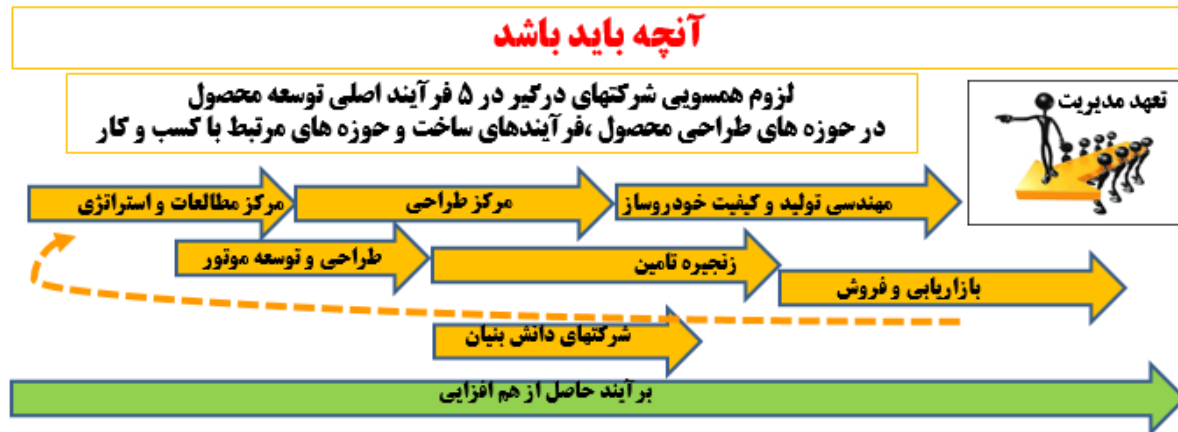 آنچه باید باشد
لزوم همسویی شرکتهای درگیر در ۵ فرآیند اصلی توسعه محصول
در حوزه های طراحی محصول ،فرآیندهای ساخت و حوزه های مرتبط با کسب و کار
تعهد مدیریت
مرکز مطالعات و استراتژی
مرکز طراحی
مهندسی تولید و کیفیت خودروساز
طراحی و توسعه موتور
زنجیره تامین
بازاریابی و فروش
شرکتهای دانش بنیان
برآیند حاصل از هم افزایی